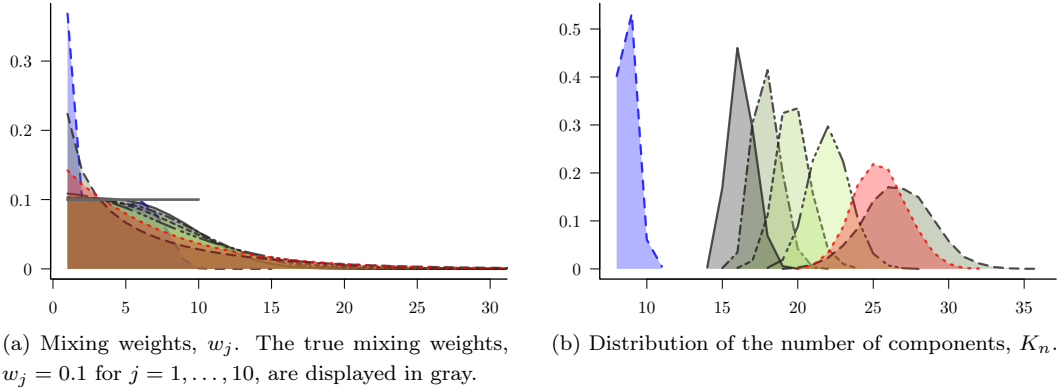 0.3
0.2
0.1
0
0 5 10 15 20 25 30
0.5
0.4
0.3
0.2
0.1
0
10 15 20 25 30 35
(a) Mixing weights, w_j. The true mixing weights,
w_j = 0.1 for j = 1, . . . , 10, are displayed in gray.
(b) Distribution of the number of components, K_n.